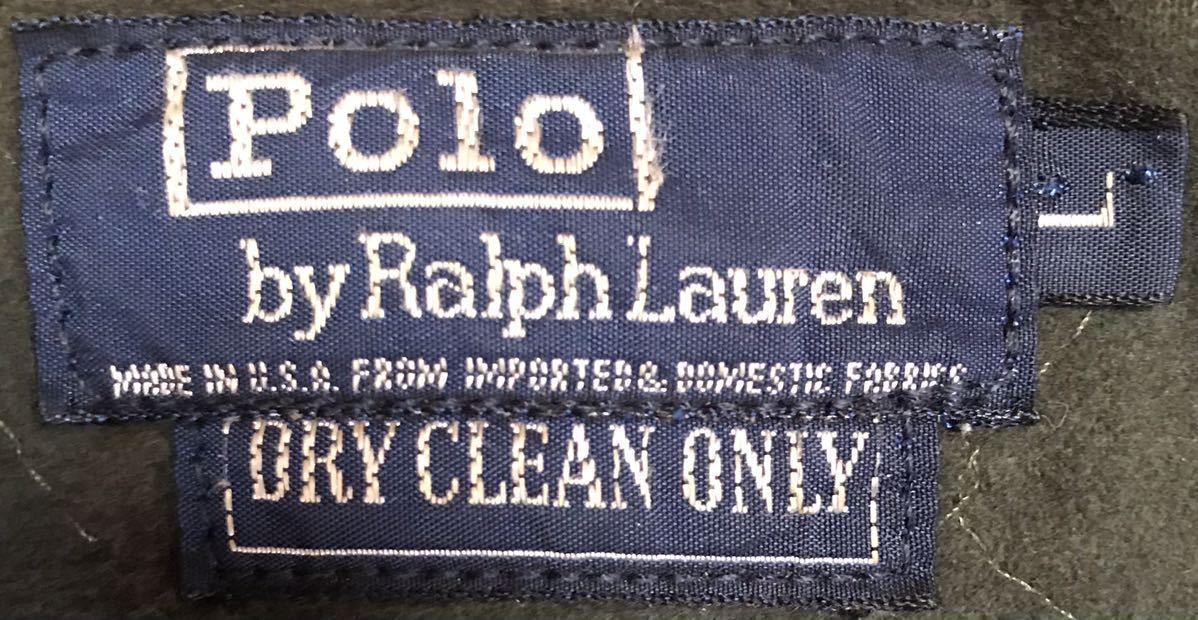 Polo
by Ralph Lauren
MADE IN U.S.A. FROM IMPORTED & DOMESTIC FABRICS
DRY CLEAN ONLY
L